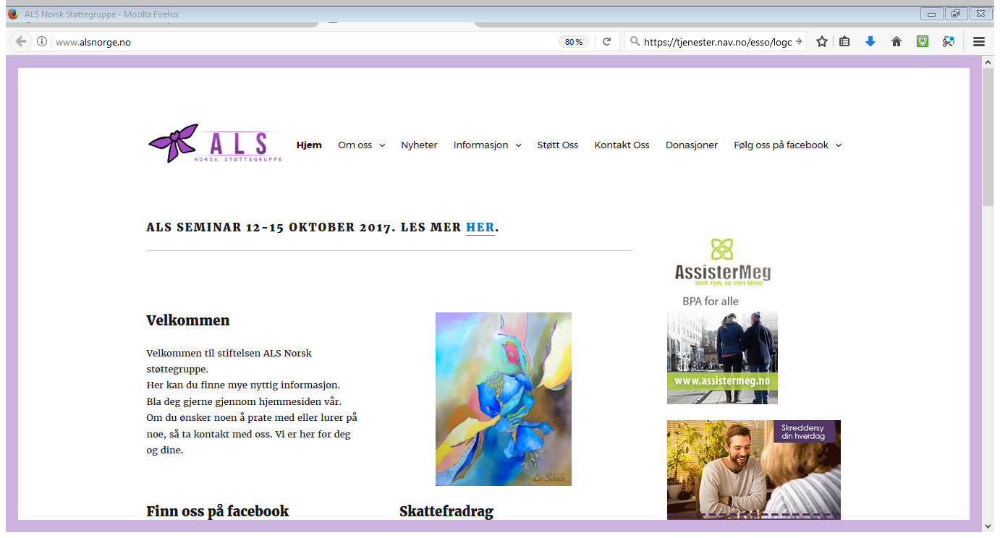 ALS Norsk Støttegruppe - Mozilla Firefox
www.alsnorge.no
80%
https://tjenester.nav.no/esso/logo
ALS
NORSK STØTTEGRUPPE
Hjem
Om oss
Nyheter
Informasjon
Støtt Oss
Kontakt Oss
Donasjoner
Følg oss på facebook
ALS SEMINAR 12-15 OKTOBER 2017. LES MER HER.
Velkommen
Velkommen til stiftelsen ALS Norsk
støttegruppe.
Her kan du finne mye nyttig informasjon.
Bla deg gjerne gjennom hjemmesiden vår.
Om du ønsker noen å prate med eller lurer på
noe, så ta kontakt med oss. Vi er her for deg
og dine.
Liv Schiele
AssisterMeg
sterk rygg og stort hjerte
BPA for alle
www.assistermeg.no
Skreddersy
din hverdag
Finn oss på facebook
Skattefradrag